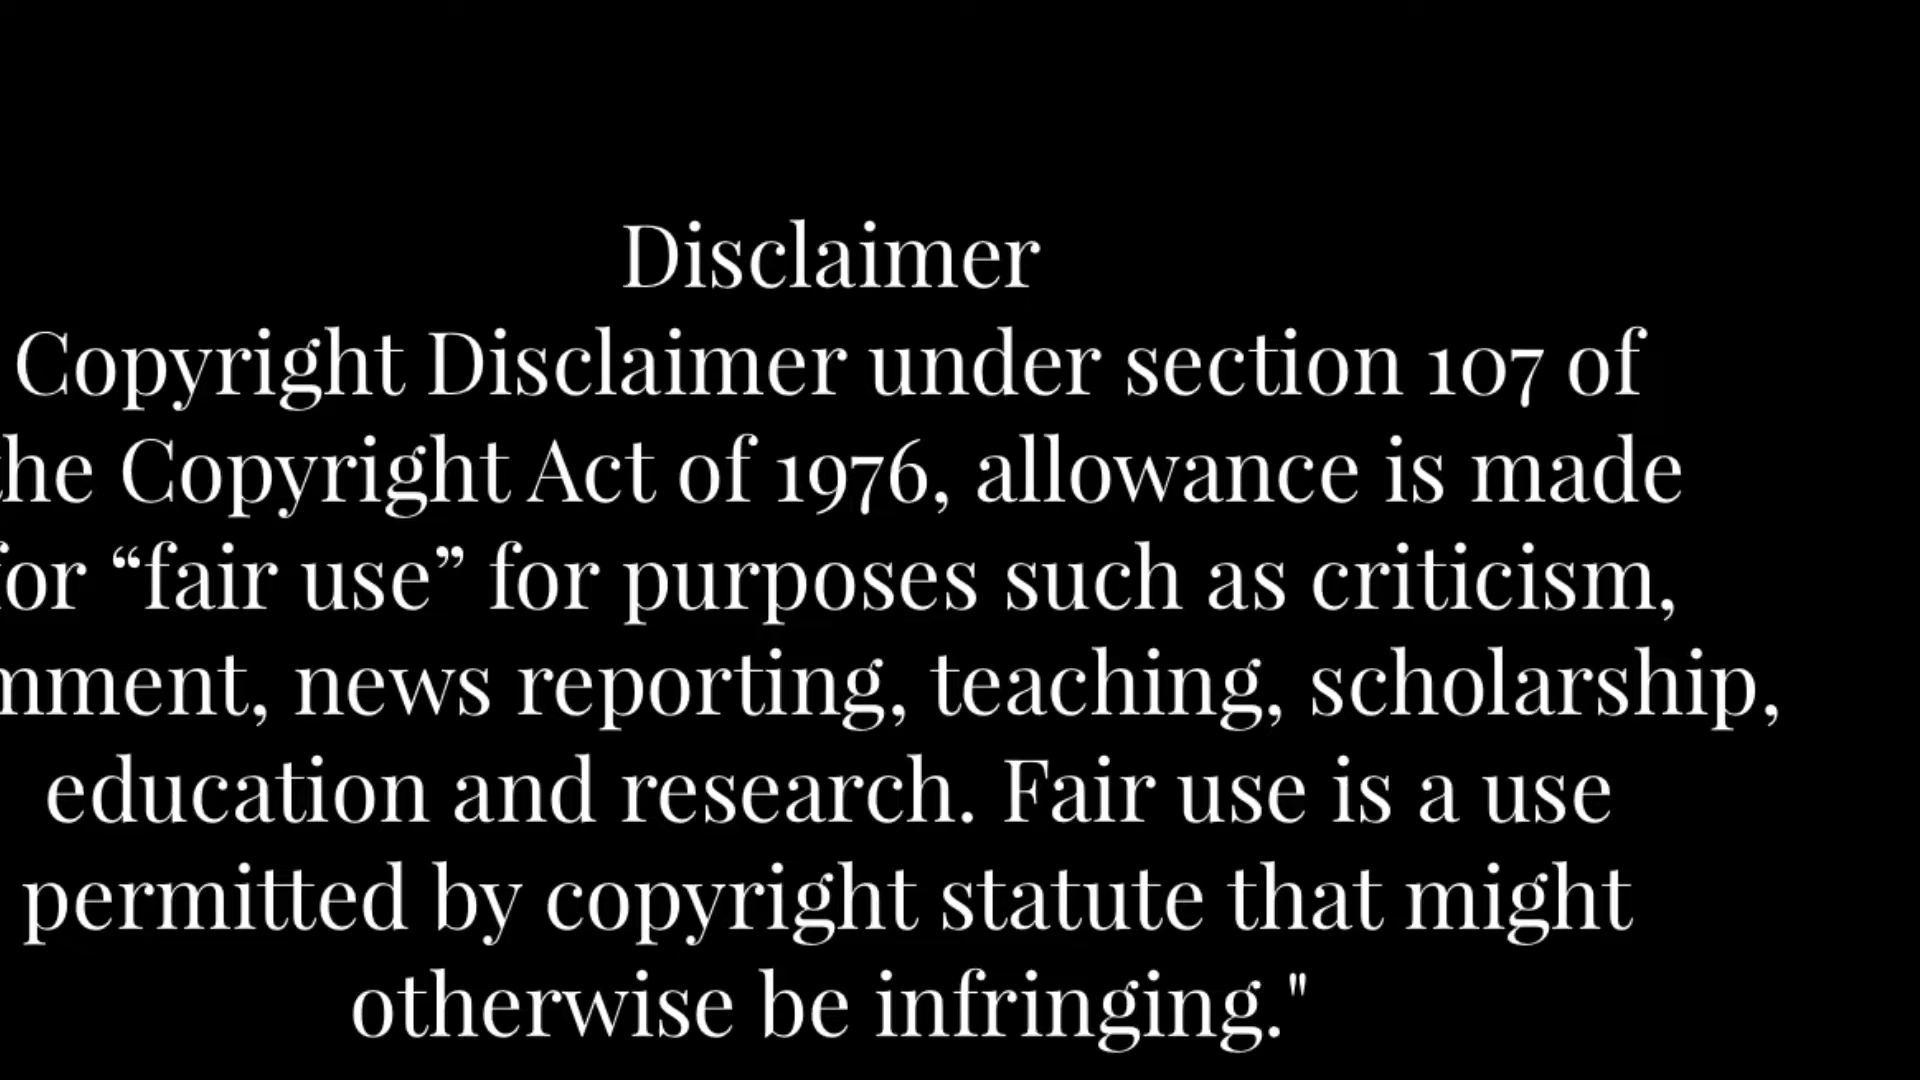 Disclaimer
Copyright Disclaimer under section 107 of
the Copyright Act of 1976, allowance is made
for “fair use” for purposes such as criticism,
mment, news reporting, teaching, scholarship,
education and research. Fair use is a use
permitted by copyright statute that might
otherwise be infringing."